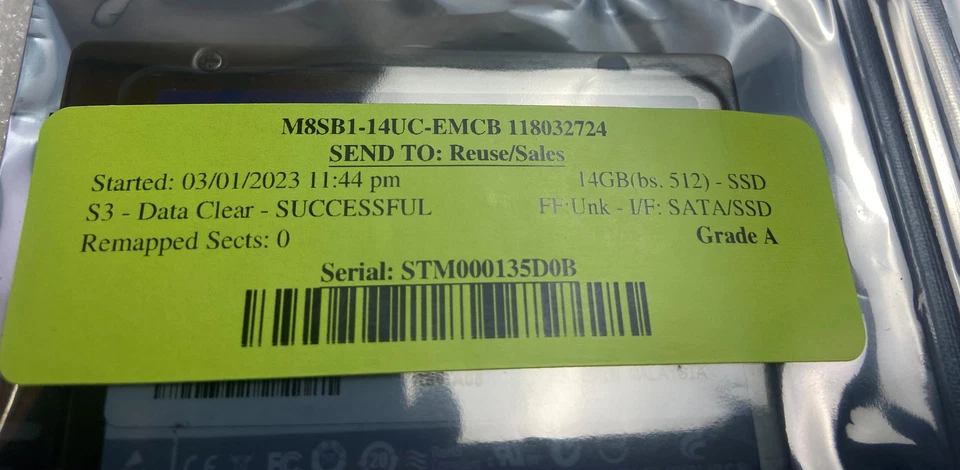 M8SB1-14UC-EMCB 118032724
SEND TO: Reuse/Sales
Started: 03/01/2023 11:44 pm 14GB(bs. 512) - SSD
S3 - Data Clear - SUCCESSFUL FF:Unk - I/F: SATA/SSD
Remapped Sects: 0 Grade A
Serial: STM000135D0B
MALAYSIA